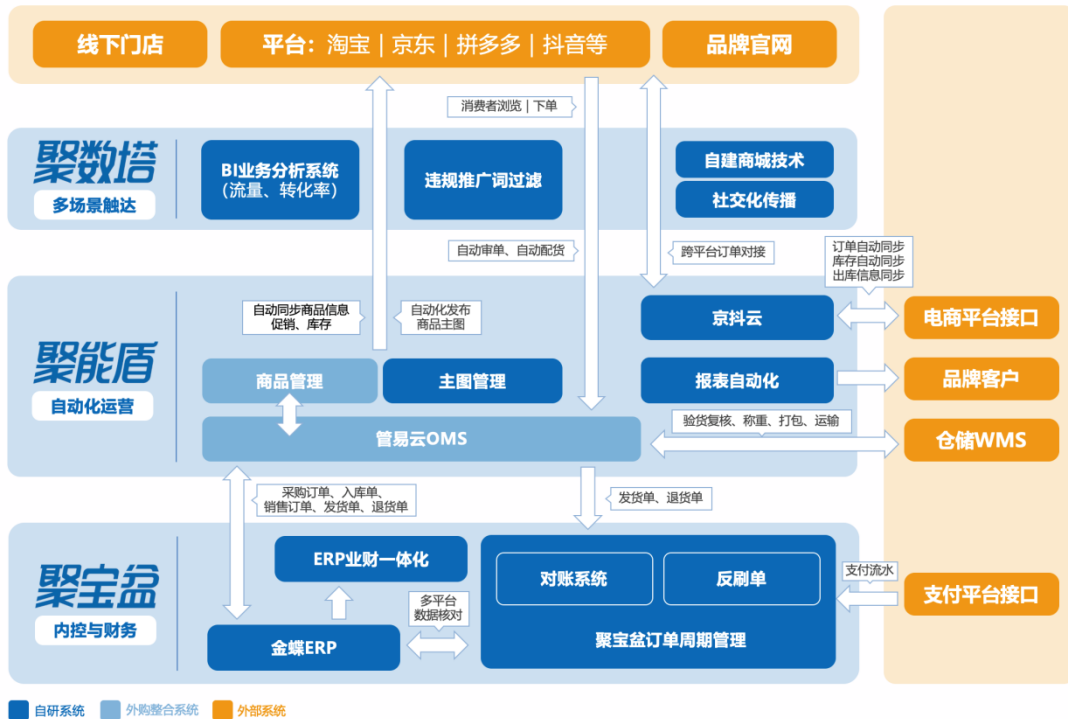 线下门店
平台：淘宝｜京东｜拼多多｜抖音等
品牌官网
消费者浏览｜下单
聚数塔
多场景触达
BI业务分析系统
（流量、转化率）
违规推广词过滤
自建商城技术
社交化传播
自动审单、自动配货
跨平台订单对接
订单自动同步
库存自动同步
出库信息同步
聚能盾
自动化运营
自动同步商品信息
促销、库存
自动化发布
商品主图
京抖云
电商平台接口
商品管理
主图管理
报表自动化
品牌客户
验货复核、称重、打包、运输
管易云OMS
仓储WMS
采购订单、入库单、
销售订单、发货单、退货单
发货单、退货单
聚宝盆
内控与财务
ERP业财一体化
对账系统
反刷单
支付流水
支付平台接口
多平台
数据核对
金蝶ERP
聚宝盆订单周期管理
自研系统
外购整合系统
外部系统